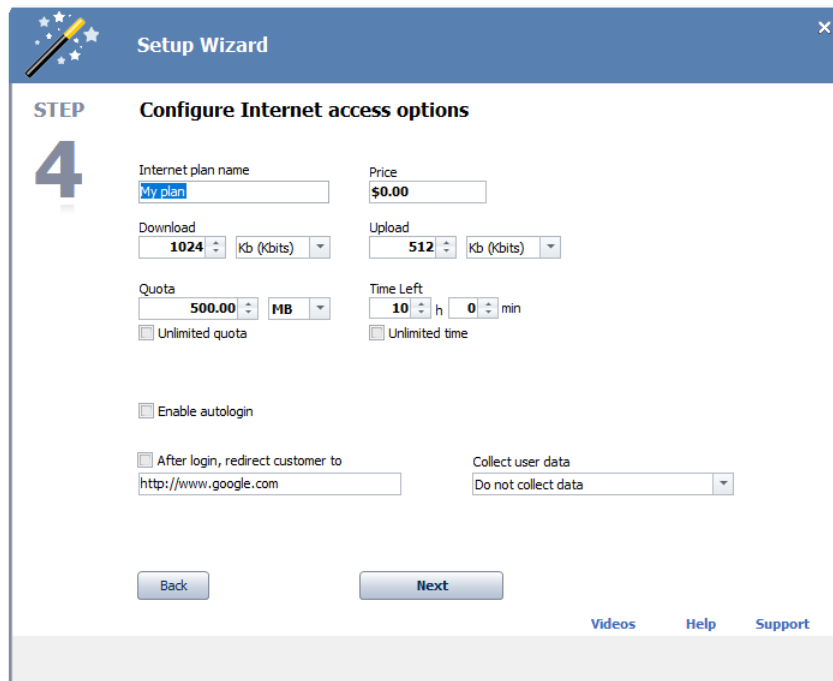 Setup Wizard
STEP
4
Configure Internet access options
Internet plan name
Price
My plan
$0.00
Download
Upload
1024 Kb (Kbits)
512 Kb (Kbits)
Quota
Time Left
500.00 MB
10 h 0 min
Unlimited quota
Unlimited time
Enable autologin
After login, redirect customer to
Collect user data
http://www.google.com
Do not collect data
Back
Next
Videos Help Support